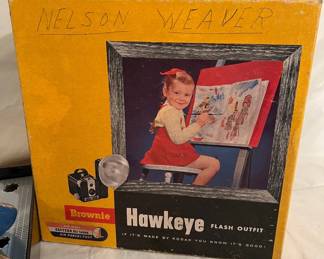 NELSON WEAVER
Brownie
Hawkeye FLASH OUTFIT
IF IT'S MADE BY KODAK YOU KNOW IT'S GOOD!